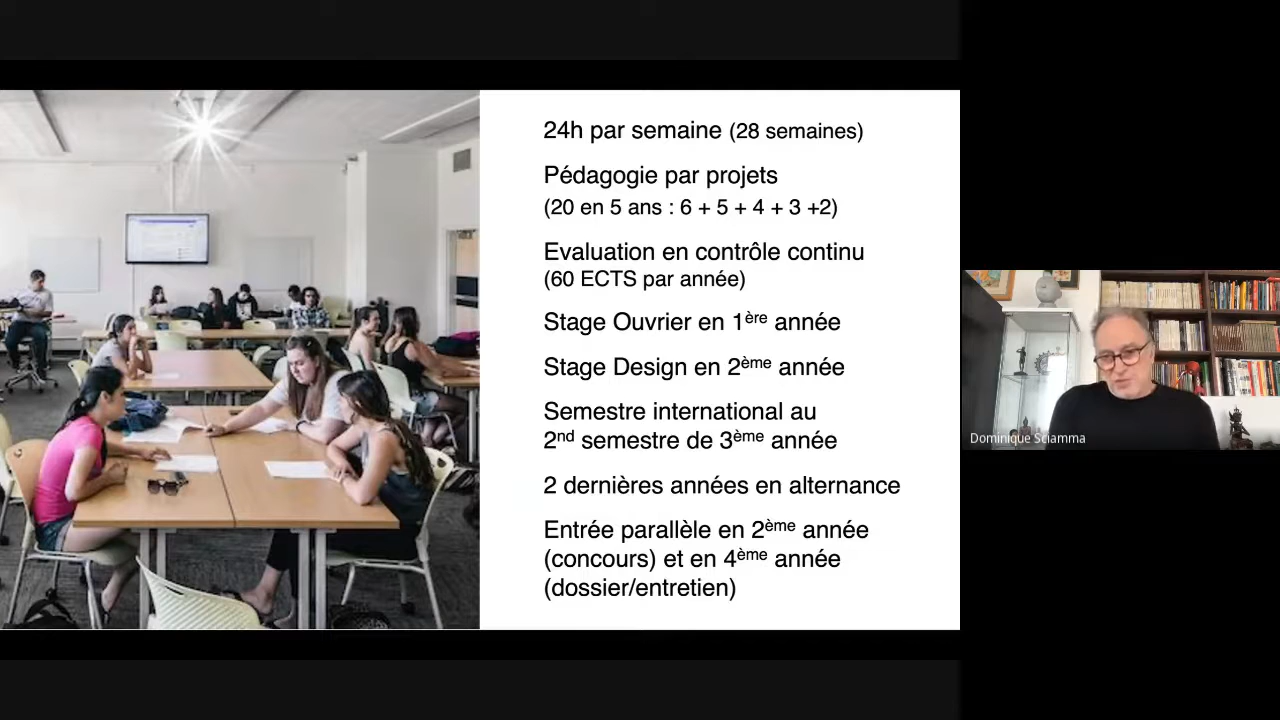 24h par semaine (28 semaines)
Pédagogie par projets
(20 en 5 ans : 6 + 5 + 4 + 3 +2)
Evaluation en contrôle continu
(60 ECTS par année)
Stage Ouvrier en 1ère année
Stage Design en 2ème année
Semestre international au
2nd semestre de 3ème année
2 dernières années en alternance
Entrée parallèle en 2ème année
(concours) et en 4ème année
(dossier/entretien)
Dominique Sciamma